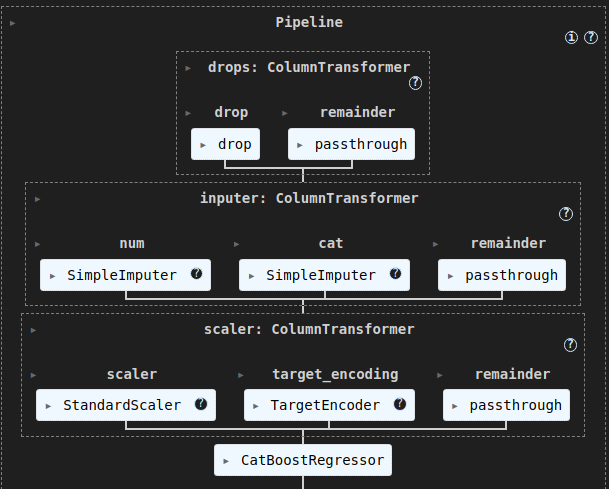 Pipeline
i ?
drops: ColumnTransformer
?
drop remainder
drop passthrough
inputer: ColumnTransformer
?
num cat remainder
SimpleImputer ? SimpleImputer ? passthrough
scaler: ColumnTransformer
?
scaler target_encoding remainder
StandardScaler ? TargetEncoder ? passthrough
CatBoostRegressor